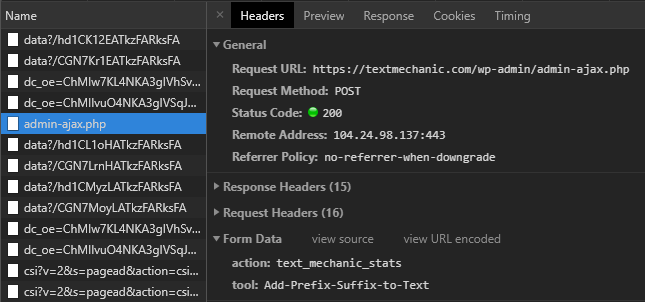 Name
data?/hd1CK12EATkzFARksFA
data?/CGN7Kr1EATkzFARksFA
dc_oe=ChMIw7KL4NKA3gIVhSv...
dc_oe=ChMIlvuO4NKA3gIVSqJ...
admin-ajax.php
data?/hd1CL1oHATkzFARksFA
data?/CGN7LrnHATkzFARksFA
data?/hd1CMyzLATkzFARksFA
data?/CGN7MoyLATkzFARksFA
dc_oe=ChMIw7KL4NKA3gIVhSv...
dc_oe=ChMIlvuO4NKA3gIVSqJ...
csi?v=2&s=pagead&action=csi...
csi?v=2&s=pagead&action=csi...
× Headers Preview Response Cookies Timing
General
Request URL: https://textmechanic.com/wp-admin/admin-ajax.php
Request Method: POST
Status Code: 200
Remote Address: 104.24.98.137:443
Referrer Policy: no-referrer-when-downgrade
Response Headers (15)
Request Headers (16)
Form Data view source view URL encoded
action: text_mechanic_stats
tool: Add-Prefix-Suffix-to-Text